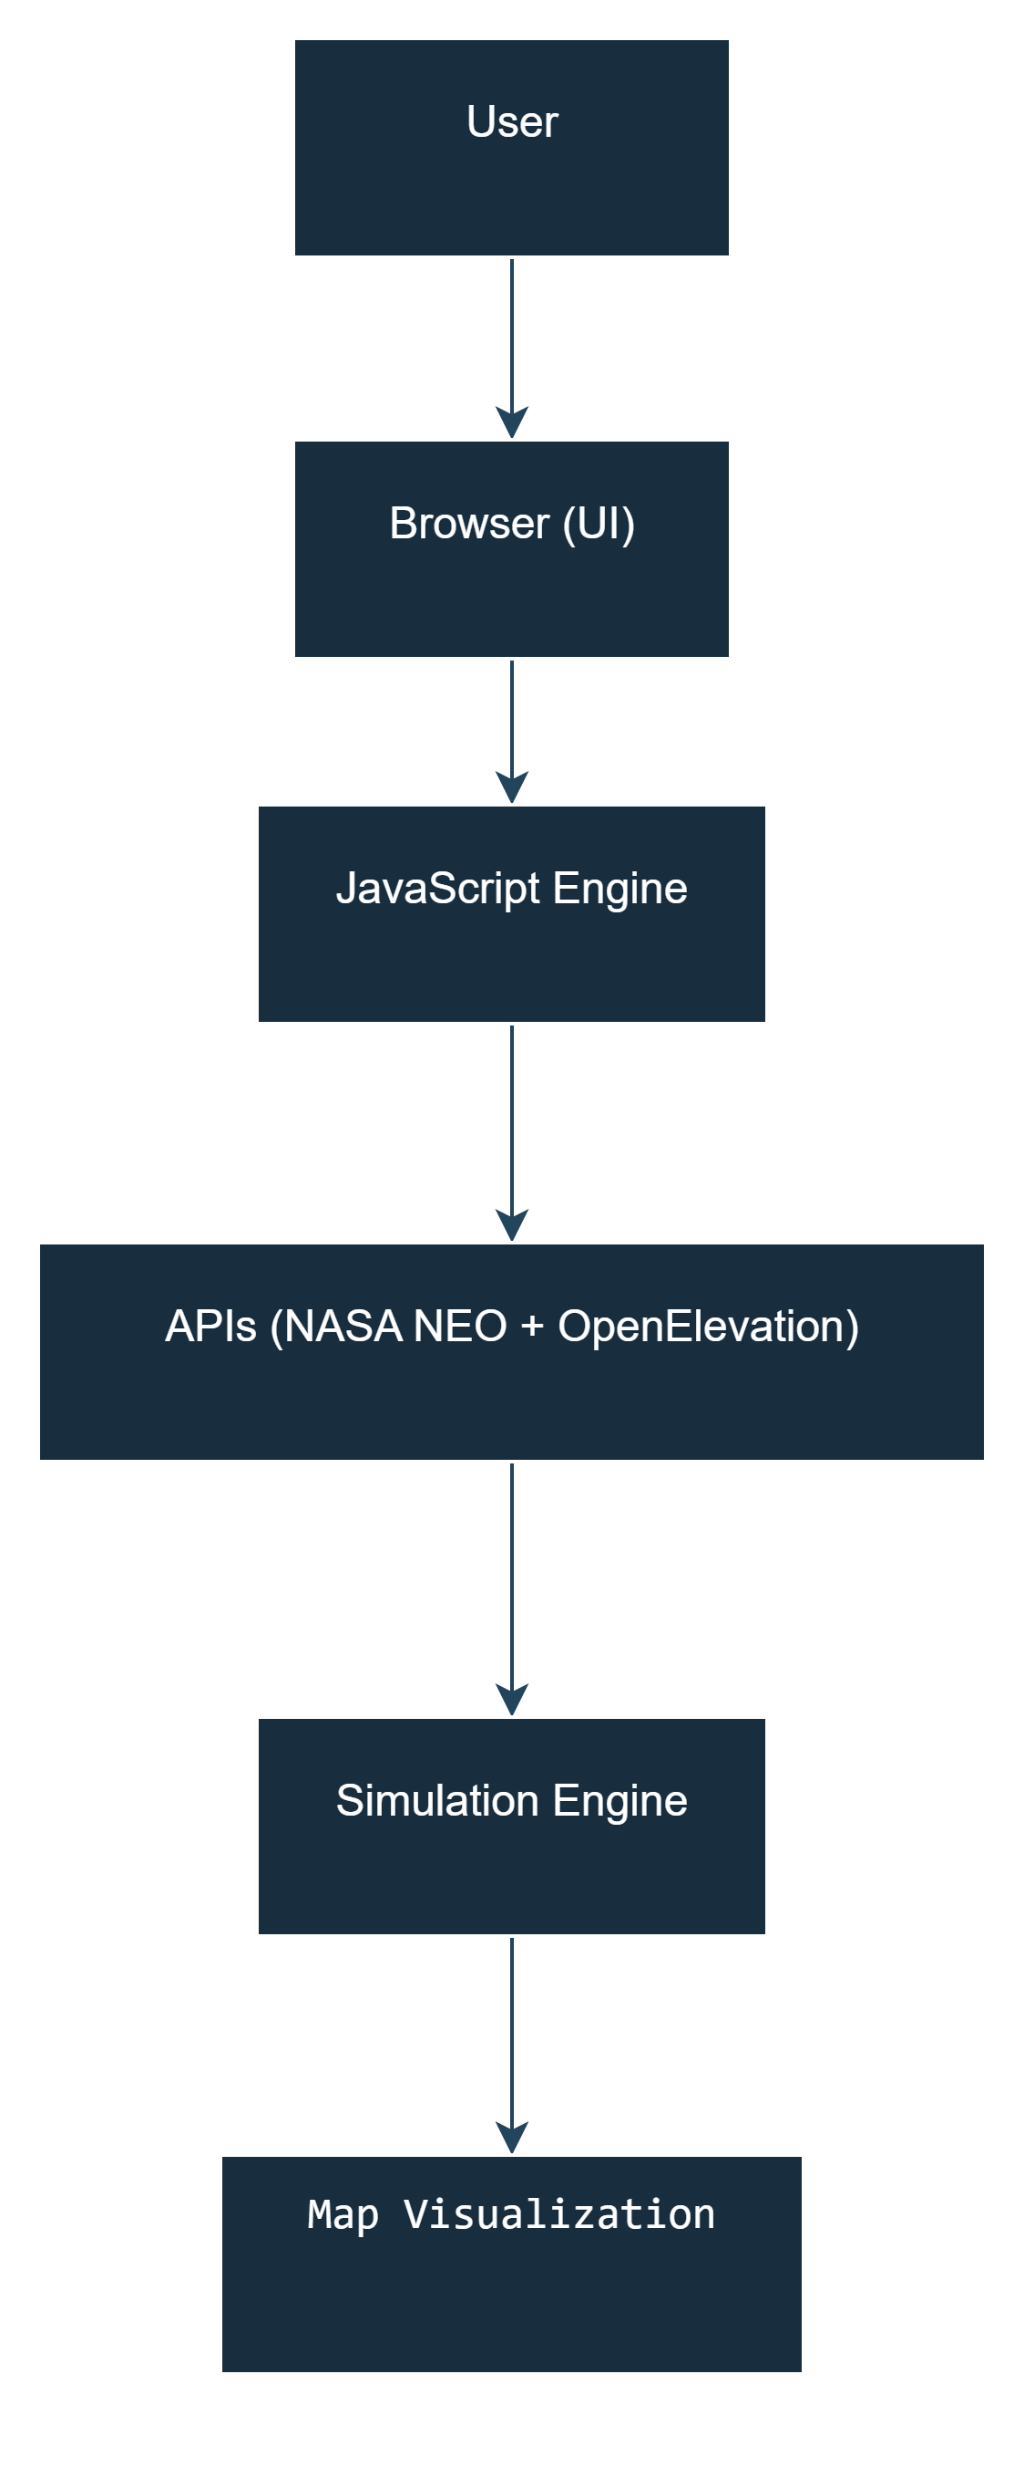 User
Browser (UI)
JavaScript Engine
APIs (NASA NEO + OpenElevation)
Simulation Engine
Map Visualization